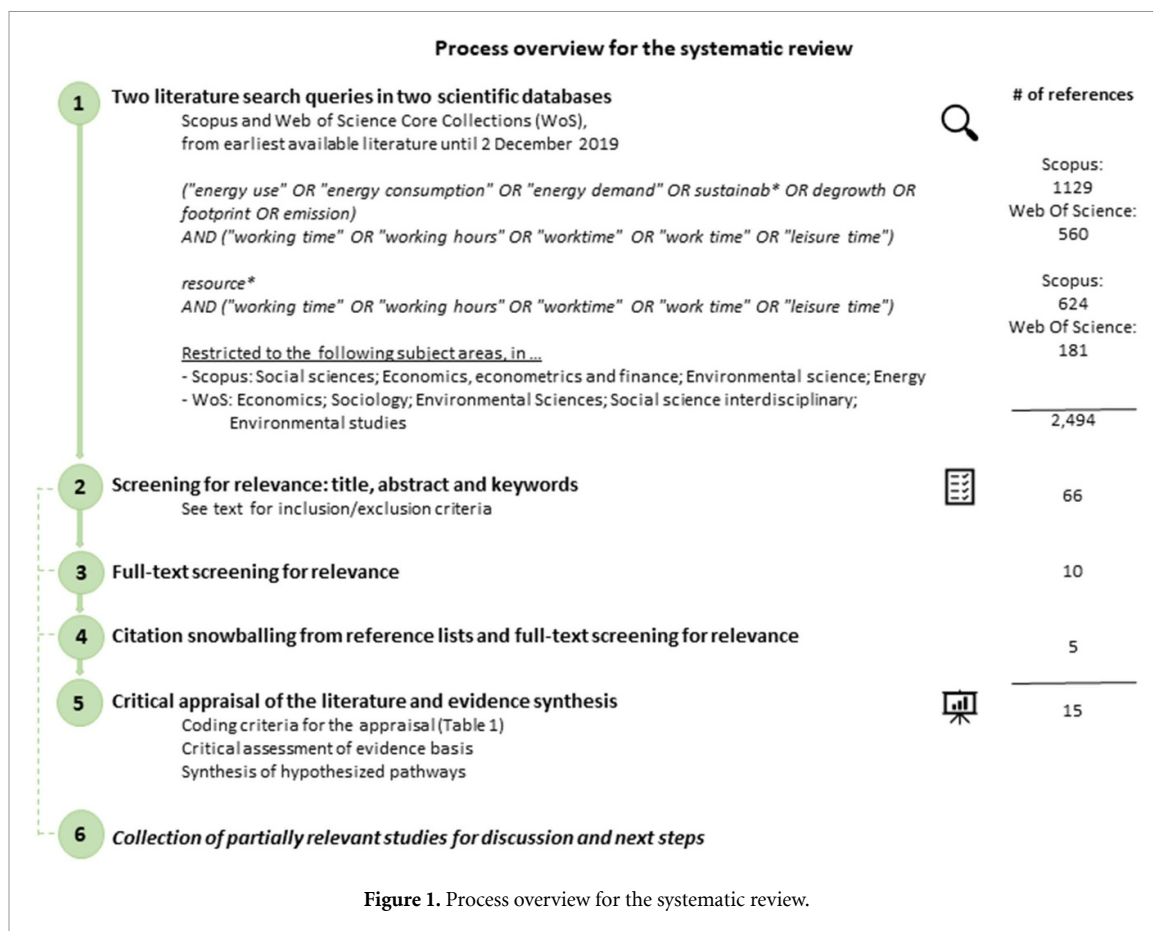 Process overview for the systematic review
# of references
1
Two literature search queries in two scientific databases
Scopus and Web of Science Core Collections (WoS),
from earliest available literature until 2 December 2019
("energy use" OR "energy consumption" OR "energy demand" OR sustainab* OR degrowth OR
footprint OR emission)
AND ("working time" OR "working hours" OR "worktime" OR "work time" OR "leisure time")
Scopus:
1129
Web Of Science:
560
resource*
AND ("working time" OR "working hours" OR "worktime" OR "work time" OR "leisure time")
Scopus:
624
Web Of Science:
181
Restricted to the following subject areas, in ...
- Scopus: Social sciences; Economics, econometrics and finance; Environmental science; Energy
- WoS: Economics; Sociology; Environmental Sciences; Social science interdisciplinary;
Environmental studies
2,494
2
Screening for relevance: title, abstract and keywords
See text for inclusion/exclusion criteria
66
3
Full-text screening for relevance
10
4
Citation snowballing from reference lists and full-text screening for relevance
5
5
Critical appraisal of the literature and evidence synthesis
Coding criteria for the appraisal (Table 1)
Critical assessment of evidence basis
Synthesis of hypothesized pathways
15
6
Collection of partially relevant studies for discussion and next steps
Figure 1. Process overview for the systematic review.